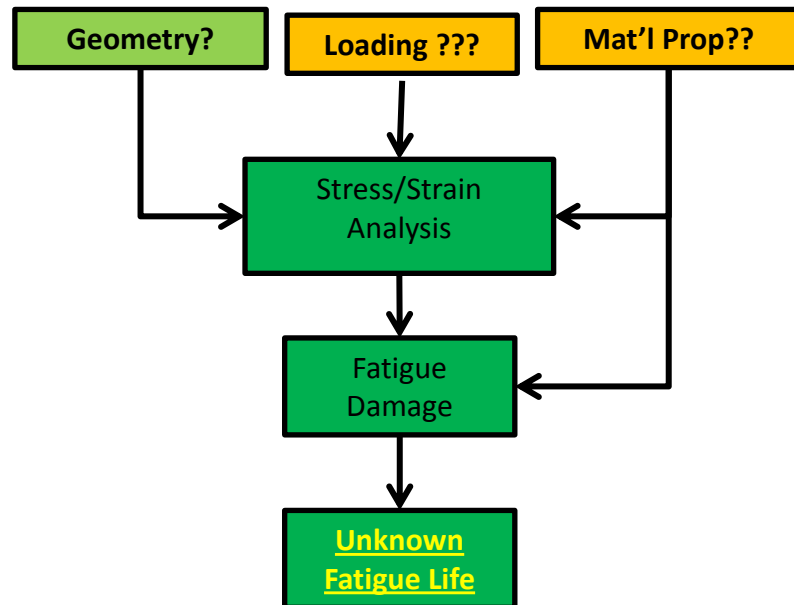 Geometry?
Loading ???
Mat’l Prop??
Stress/Strain
Analysis
Fatigue
Damage
Unknown
Fatigue Life